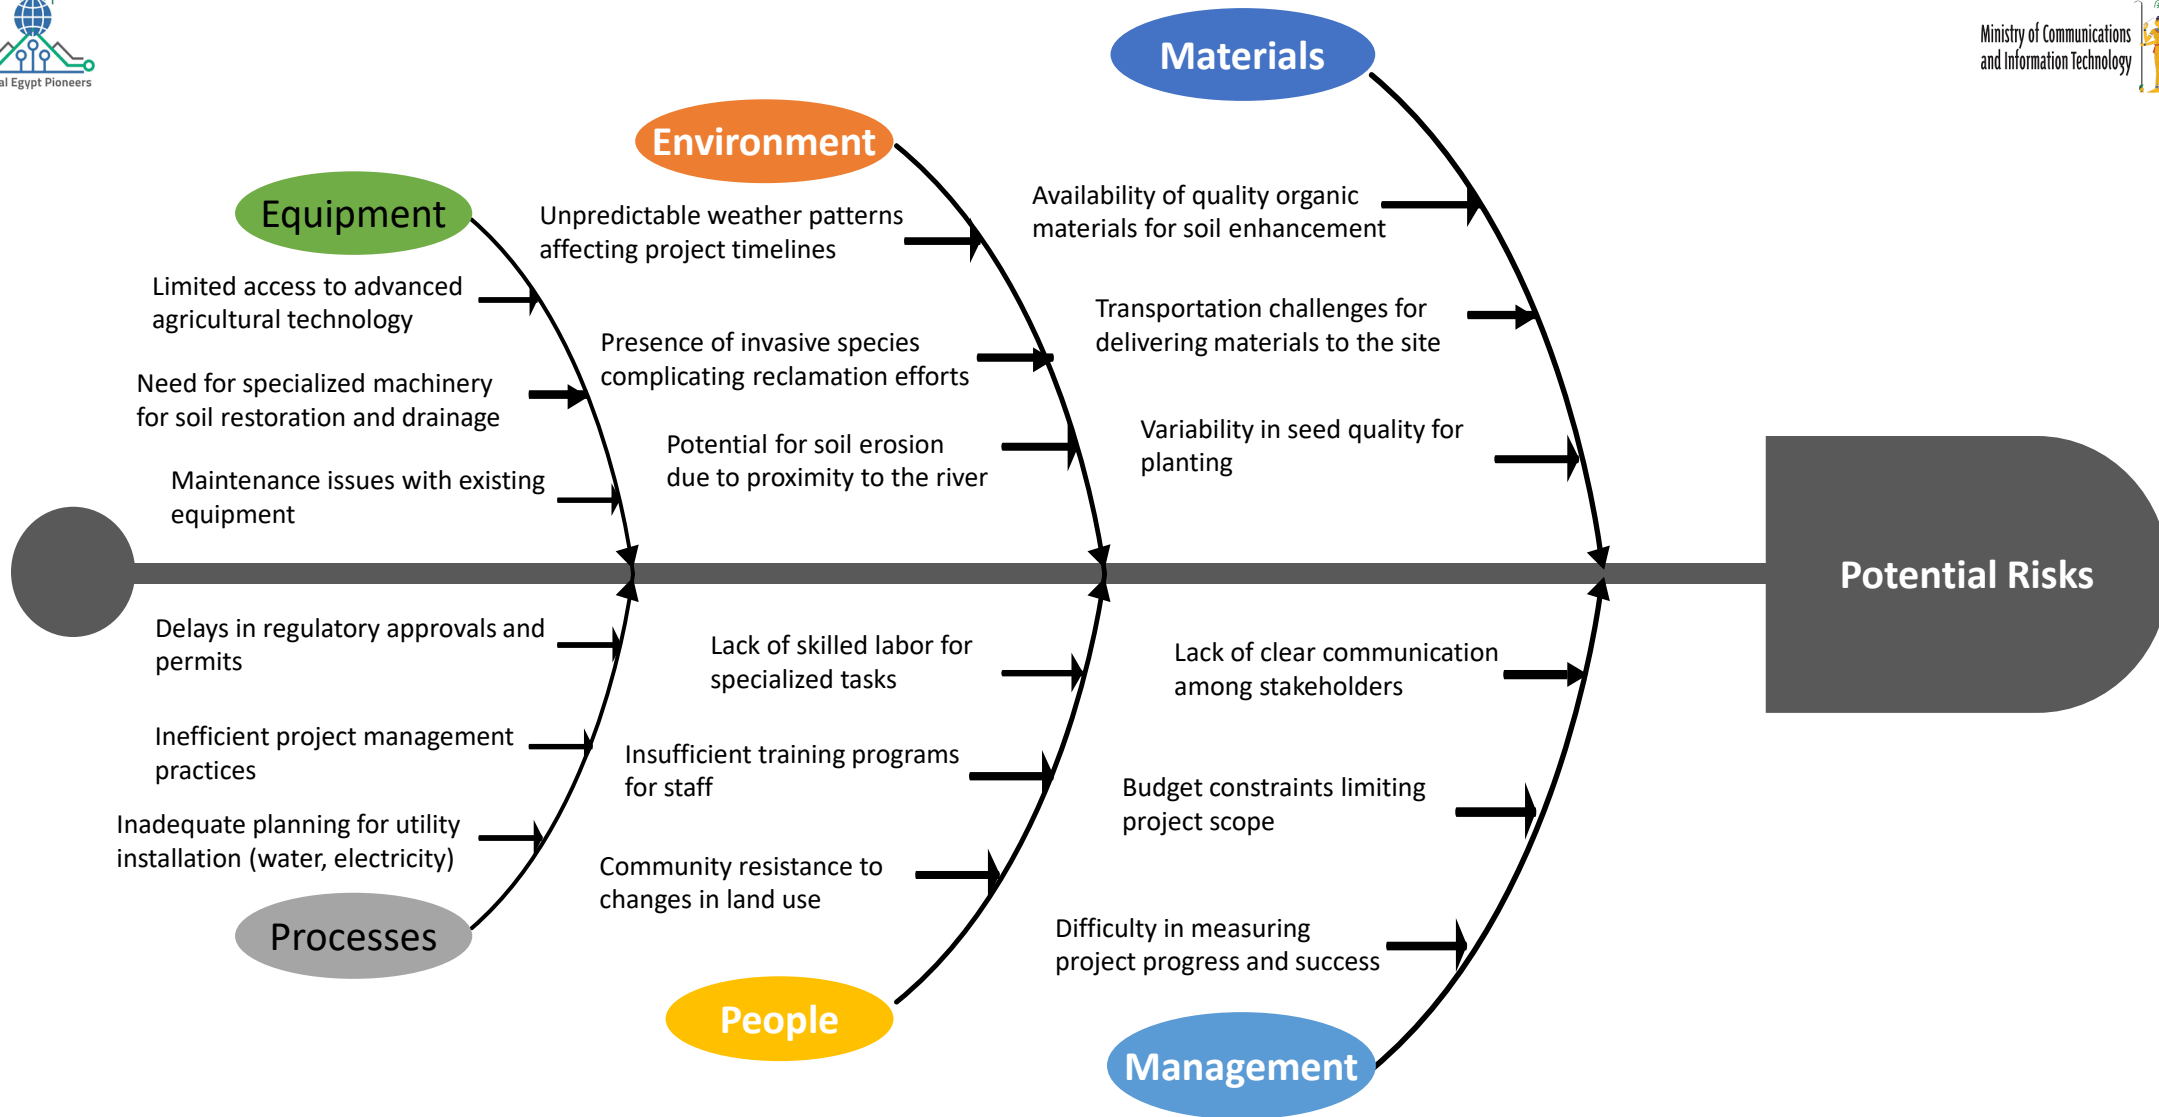 al Egypt Pioneers
Ministry of Communications
and Information Technology
Materials
Environment
Equipment
Availability of quality organic
materials for soil enhancement
Unpredictable weather patterns
affecting project timelines
Limited access to advanced
agricultural technology
Transportation challenges for
delivering materials to the site
Presence of invasive species
complicating reclamation efforts
Need for specialized machinery
for soil restoration and drainage
Variability in seed quality for
planting
Potential for soil erosion
due to proximity to the river
Maintenance issues with existing
equipment
Potential Risks
Delays in regulatory approvals and
permits
Lack of skilled labor for
specialized tasks
Lack of clear communication
among stakeholders
Inefficient project management
practices
Insufficient training programs
for staff
Budget constraints limiting
project scope
Inadequate planning for utility
installation (water, electricity)
Community resistance to
changes in land use
Difficulty in measuring
project progress and success
Processes
People
Management